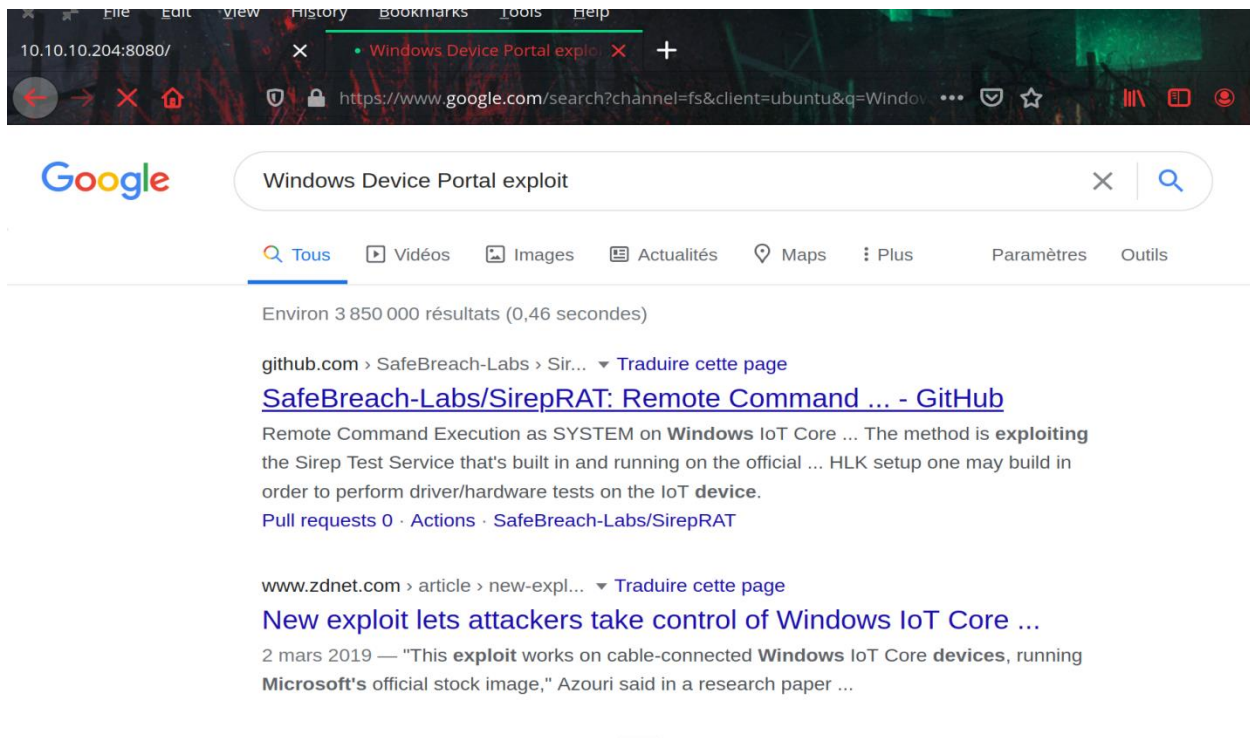 File Edit View History Bookmarks Tools Help
10.10.10.204:8080/ • Windows Device Portal explo
https://www.google.com/search?channel=fs&client=ubuntu&q=Window
Google Windows Device Portal exploit
Tous Vidéos Images Actualités Maps Plus Paramètres Outils
Environ 3 850 000 résultats (0,46 secondes)
github.com › SafeBreach-Labs › Sir... Traduire cette page
SafeBreach-Labs/SirepRAT: Remote Command ... - GitHub
Remote Command Execution as SYSTEM on Windows IoT Core ... The method is exploiting
the Sirep Test Service that's built in and running on the official ... HLK setup one may build in
order to perform driver/hardware tests on the IoT device.
Pull requests 0 · Actions · SafeBreach-Labs/SirepRAT
www.zdnet.com › article › new-expl... Traduire cette page
New exploit lets attackers take control of Windows IoT Core ...
2 mars 2019 — "This exploit works on cable-connected Windows IoT Core devices, running
Microsoft's official stock image," Azouri said in a research paper ...